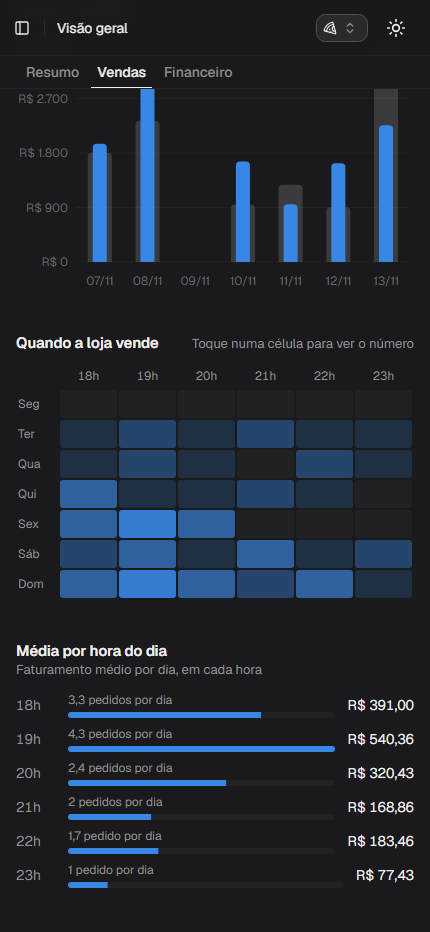 Visão geral
Resumo Vendas Financeiro
R$ 2.700
R$ 1.800
R$ 900
R$ 0
07/11 08/11 09/11 10/11 11/11 12/11 13/11
Quando a loja vende Toque numa célula para ver o número
18h 19h 20h 21h 22h 23h
Seg
Ter
Qua
Qui
Sex
Sáb
Dom
Média por hora do dia
Faturamento médio por dia, em cada hora
18h 3,3 pedidos por dia R$ 391,00
19h 4,3 pedidos por dia R$ 540,36
20h 2,4 pedidos por dia R$ 320,43
21h 2 pedidos por dia R$ 168,86
22h 1,7 pedido por dia R$ 183,46
23h 1 pedido por dia R$ 77,43